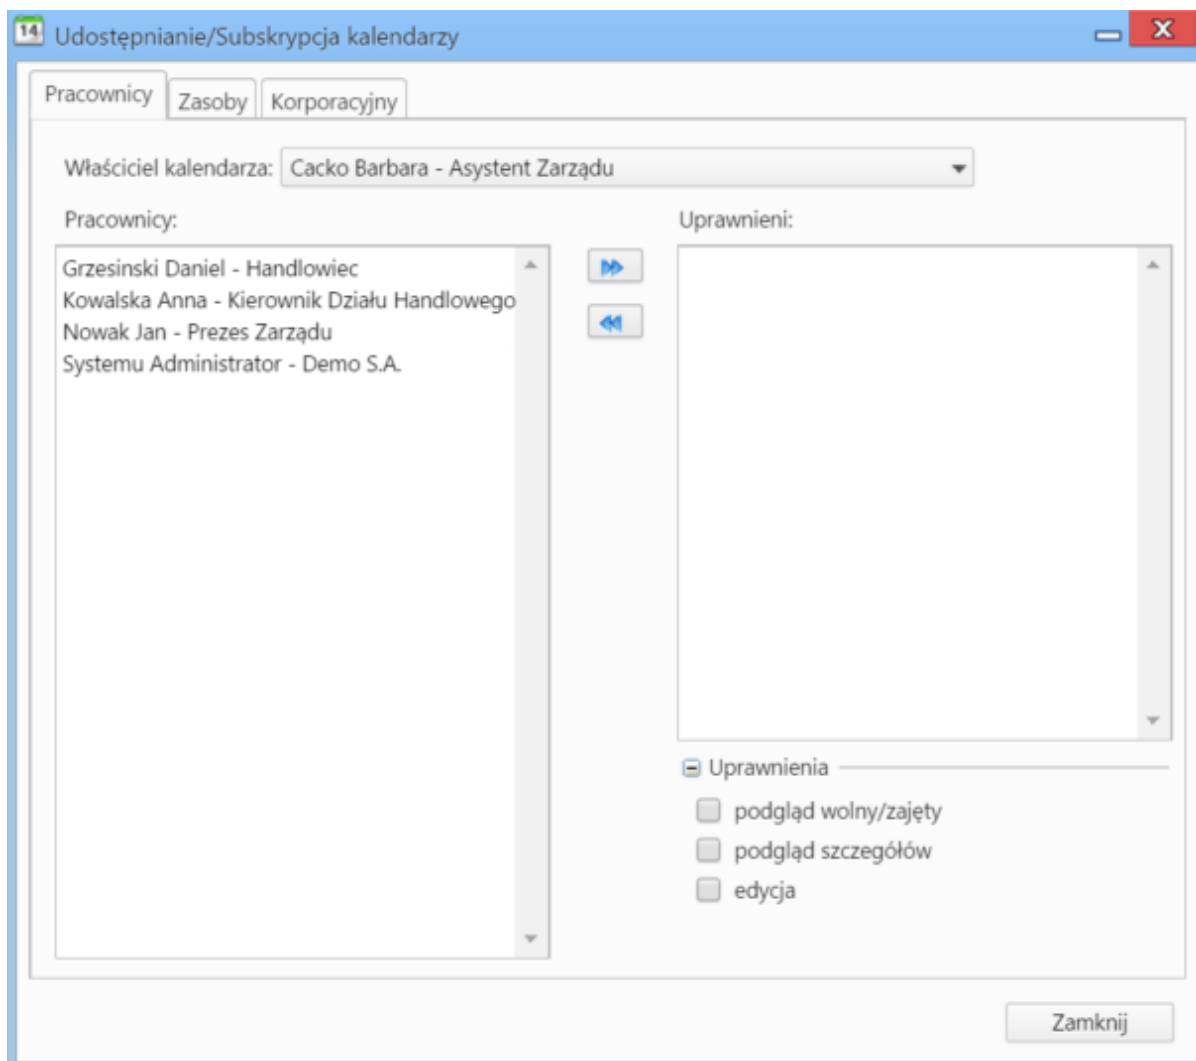 14
Udostępnianie/Subskrypcja kalendarzy
Pracownicy
Zasoby
Korporacyjny
Właściciel kalendarza:
Cacko Barbara - Asystent Zarządu
Pracownicy:
Grzesinski Daniel - Handlowiec
Kowalska Anna - Kierownik Działu Handlowego
Nowak Jan - Prezes Zarządu
Systemu Administrator - Demo S.A.
Uprawnieni:
Uprawnienia
podgląd wolny/zajęty
podgląd szczegółów
edycja
Zamknij